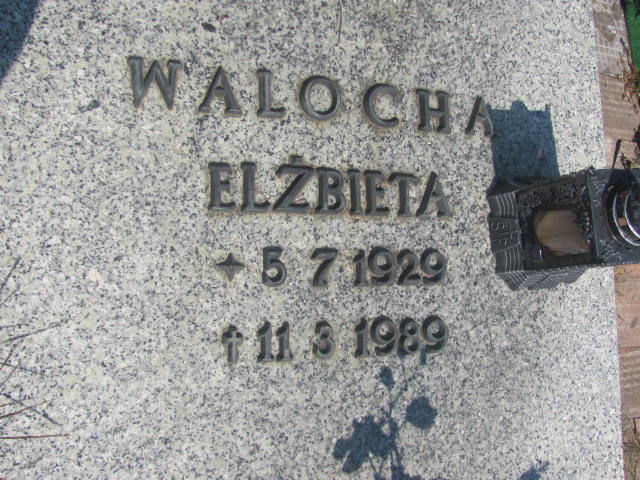 WALOCHA
ELŻBIETA
✦ 5 7 1929
✝ 11 3 1989